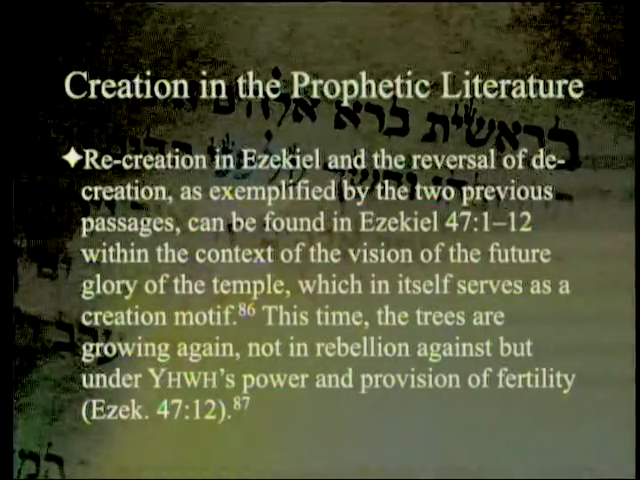 Creation in the Prophetic Literature
בראשית ברא אלהים
✦Re-creation in Ezekiel and the reversal of de-
creation, as exemplified by the two previous
passages, can be found in Ezekiel 47:1–12
within the context of the vision of the future
glory of the temple, which in itself serves as a
creation motif.86 This time, the trees are
growing again, not in rebellion against but
under YHWH's power and provision of fertility
(Ezek. 47:12).87